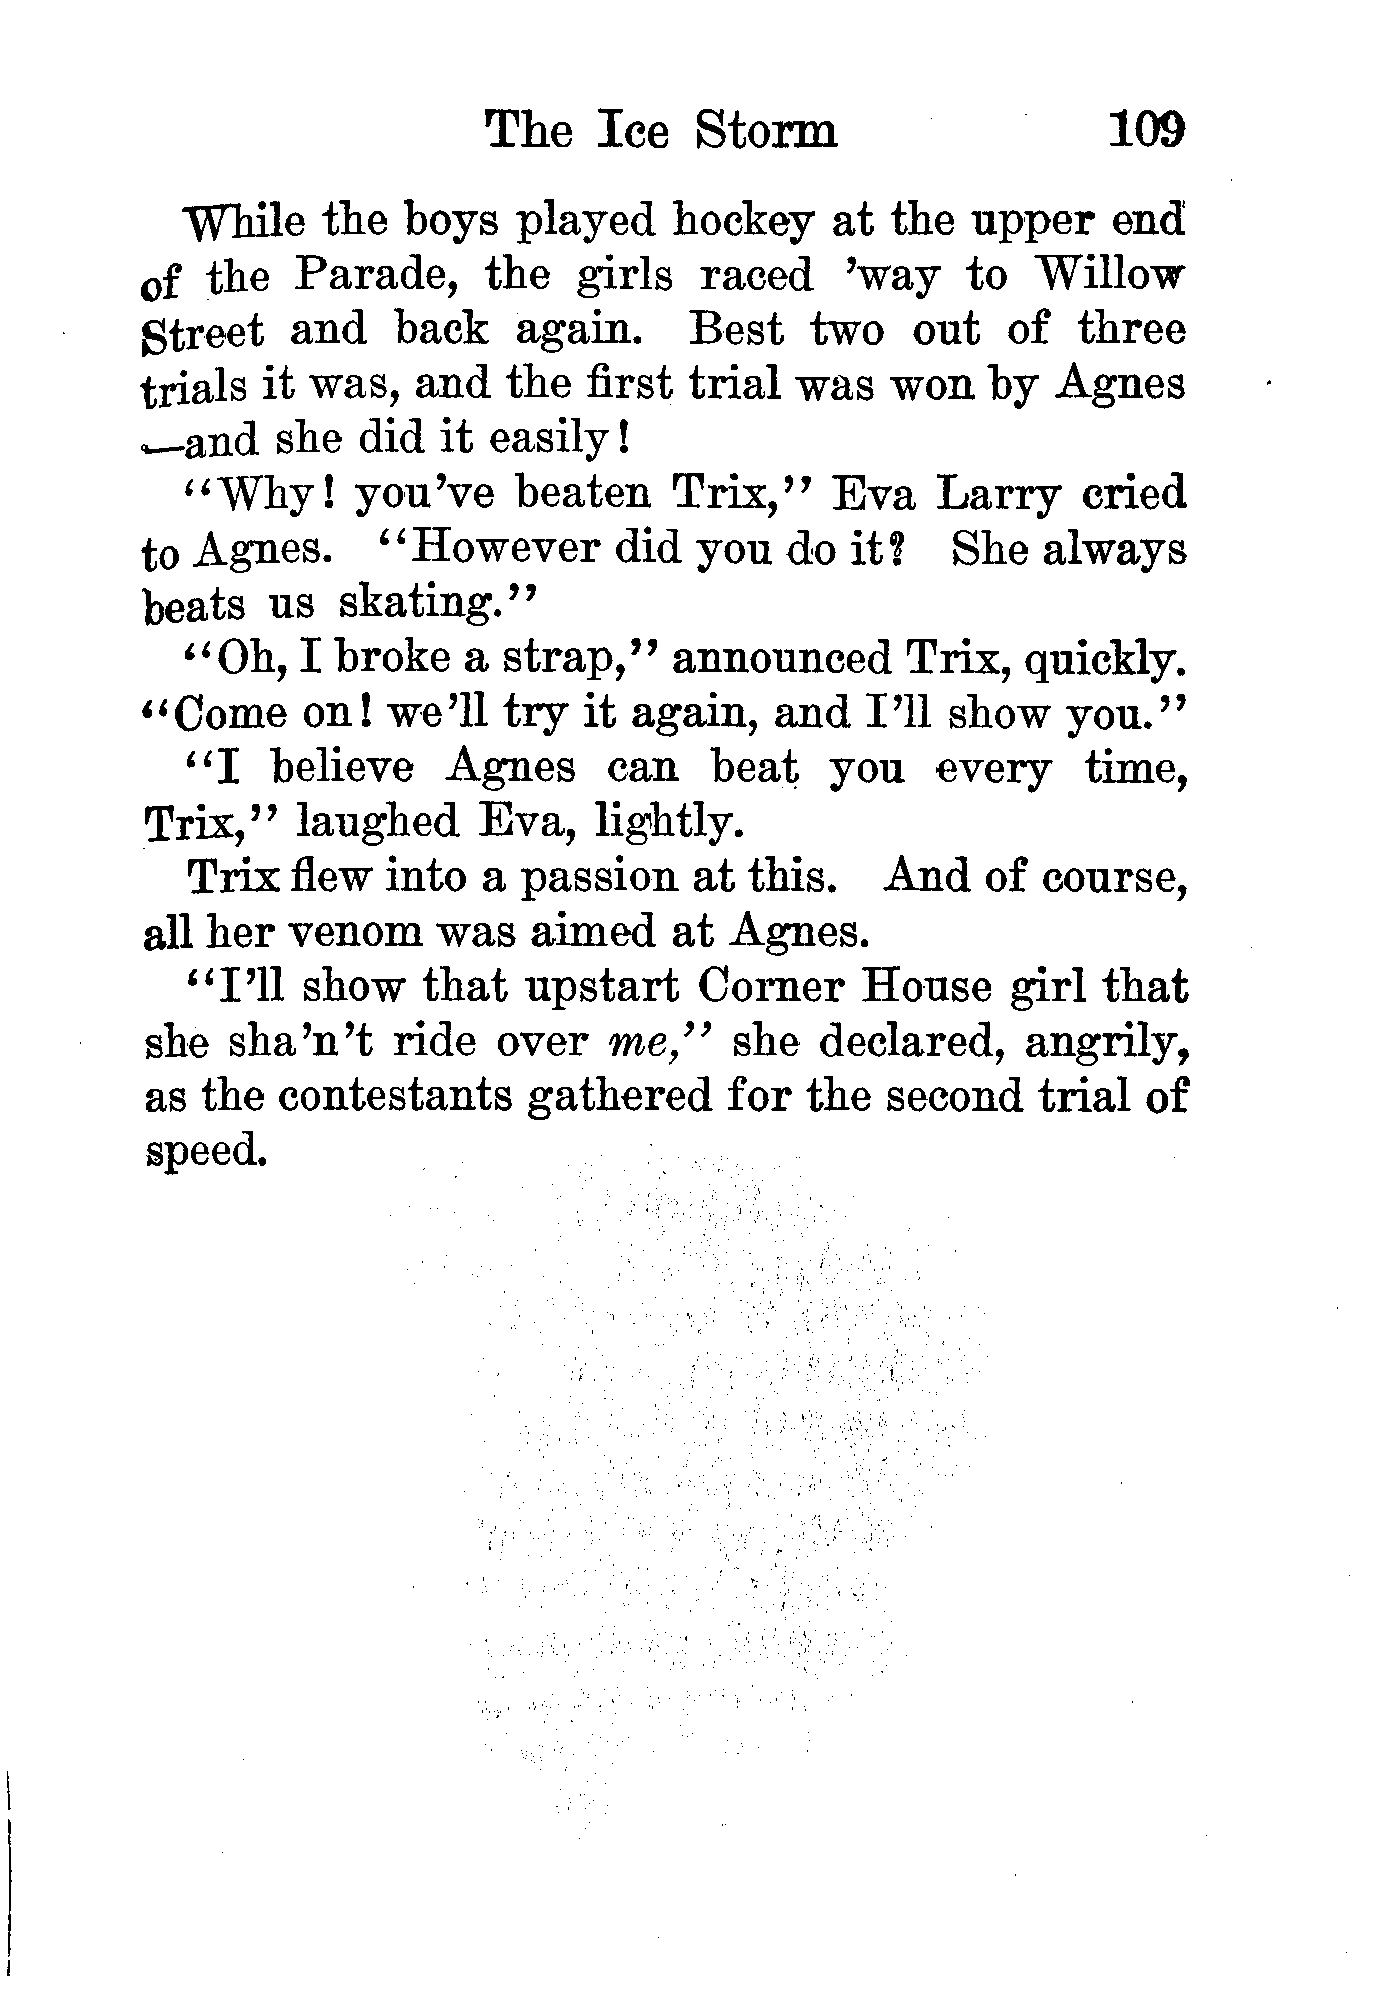 The Ice Storm 109
While the boys played hockey at the upper end
of the Parade, the girls raced ’way to Willow
Street and back again. Best two out of three
trials it was, and the first trial was won by Agnes
—and she did it easily!
“Why! you’ve beaten Trix,” Eva Larry cried
to Agnes. “However did you do it? She always
beats us skating.”
“Oh, I broke a strap,” announced Trix, quickly.
“Come on! we’ll try it again, and I’ll show you.”
“I believe Agnes can beat you every time,
Trix,” laughed Eva, lightly.
Trix flew into a passion at this. And of course,
all her venom was aimed at Agnes.
“I’ll show that upstart Corner House girl that
she sha’n’t ride over me,” she declared, angrily,
as the contestants gathered for the second trial of
speed.